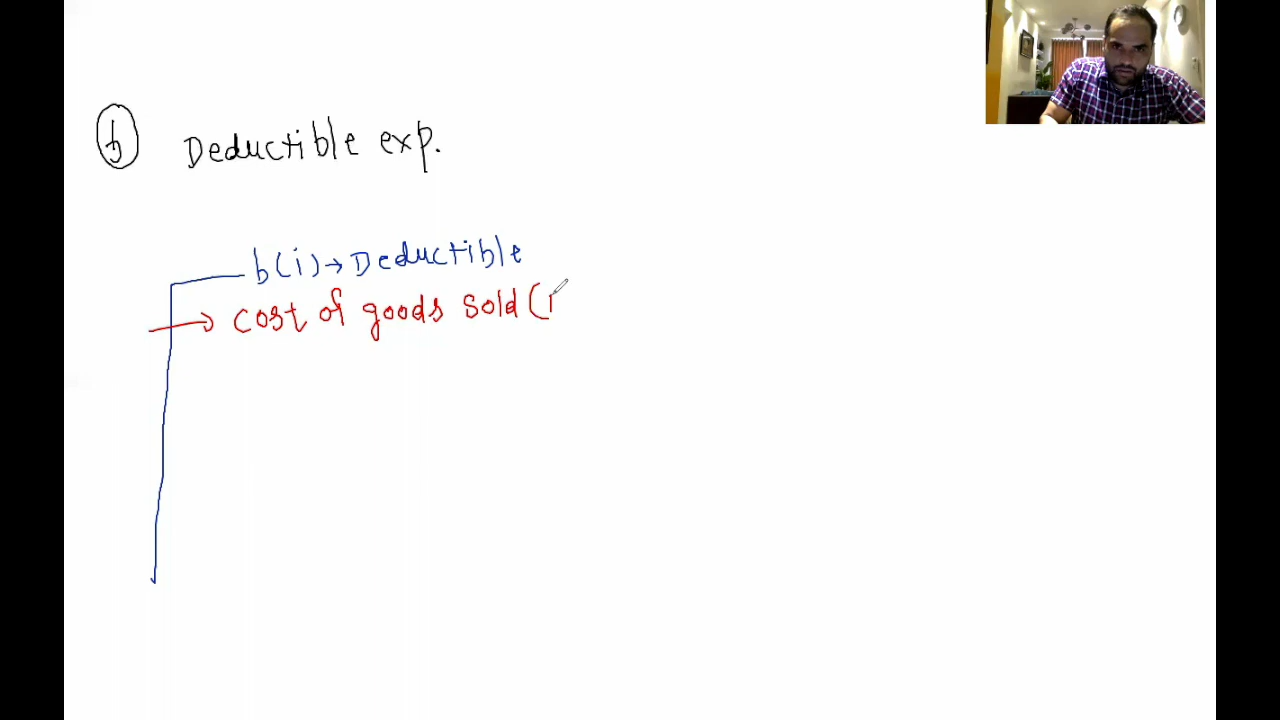 b Deductible exp.
b(i)→ Deductible
→ cost of goods sold (